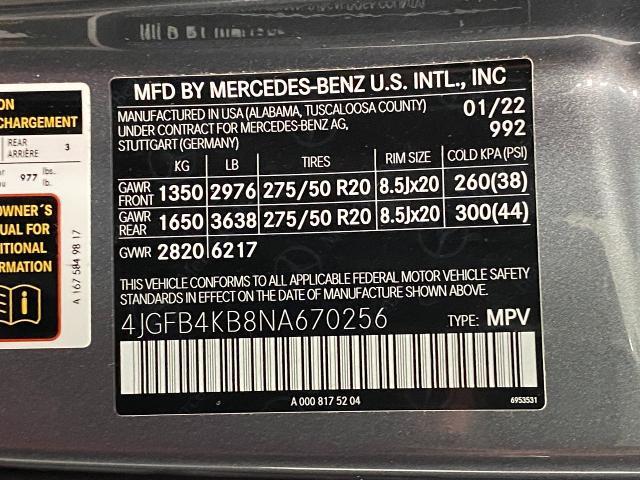 ON
CHARGEMENT
REAR
ARRIÈRE 3
977 lbs.
lb.
OWNER'S
UAL FOR
ITIONAL
RMATION
A 167 584 98 17
MFD BY MERCEDES-BENZ U.S. INTL., INC
MANUFACTURED IN USA (ALABAMA, TUSCALOOSA COUNTY) 01/22
UNDER CONTRACT FOR MERCEDES-BENZ AG, 992
STUTTGART (GERMANY)
KG LB TIRES RIM SIZE COLD KPA (PSI)
GAWR FRONT 1350 2976 275/50 R20 8.5Jx20 260(38)
GAWR REAR 1650 3638 275/50 R20 8.5Jx20 300(44)
GVWR 2820 6217
THIS VEHICLE CONFORMS TO ALL APPLICABLE FEDERAL MOTOR VEHICLE SAFETY
STANDARDS IN EFFECT ON THE DATE OF MANUFACTURE SHOWN ABOVE.
4JGFB4KB8NA670256 TYPE: MPV
A 000 817 52 04 6953531